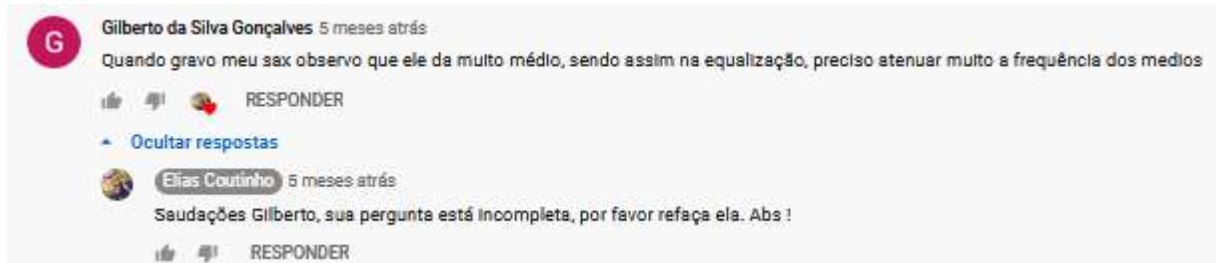 G
Gilberto da Silva Gonçalves 5 meses atrás
Quando gravo meu sax observo que ele da muito médio, sendo assim na equalização, preciso atenuar muito a frequência dos medios
RESPONDER
Ocultar respostas
Elias Coutinho 5 meses atrás
Saudações Gilberto, sua pergunta está incompleta, por favor refaça ela. Abs !
RESPONDER